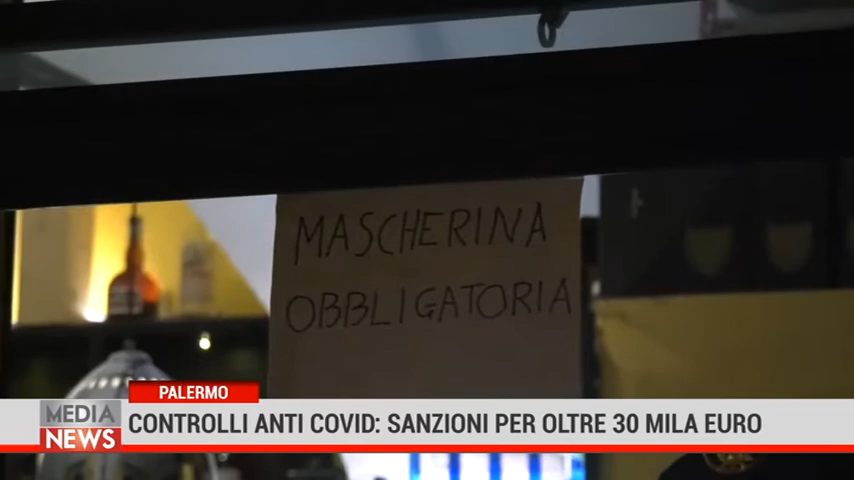 MASCHERINA
OBBLIGATORIA
PALERMO
MEDIA
NEWS
CONTROLLI ANTI COVID: SANZIONI PER OLTRE 30 MILA EURO